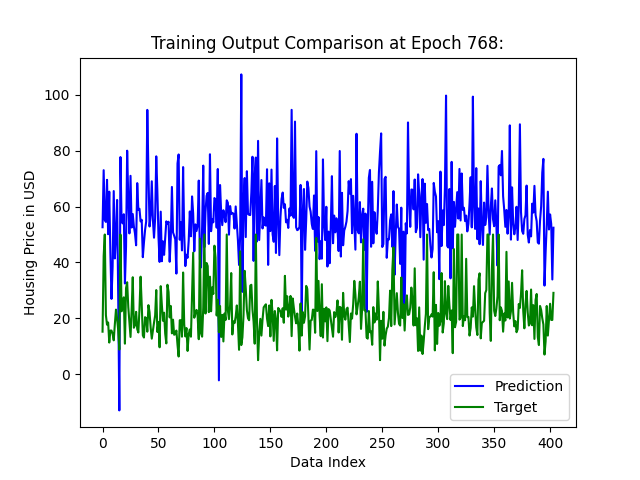 Training Output Comparison at Epoch 768:
Housing Price in USD
100
80
60
40
20
0
Prediction
Target
0 50 100 150 200 250 300 350 400
Data Index